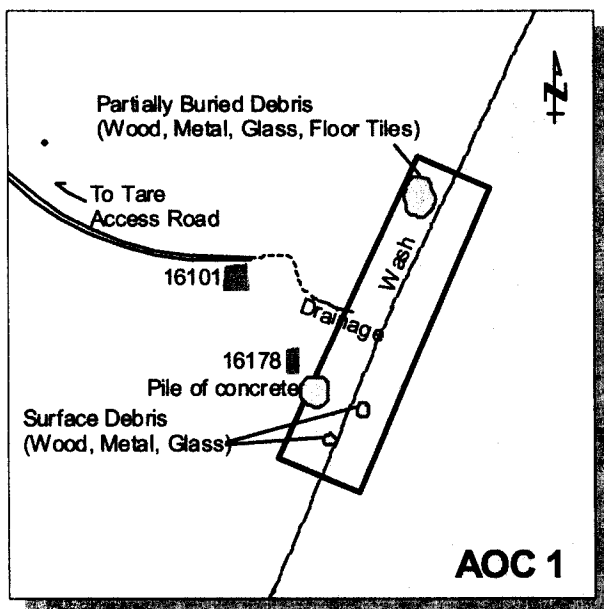 N
Partially Buried Debris
(Wood, Metal, Glass, Floor Tiles)
To Tare
Access Road
Wash
16101
Drainage
16178
Pile of concrete
Surface Debris
(Wood, Metal, Glass)
AOC 1